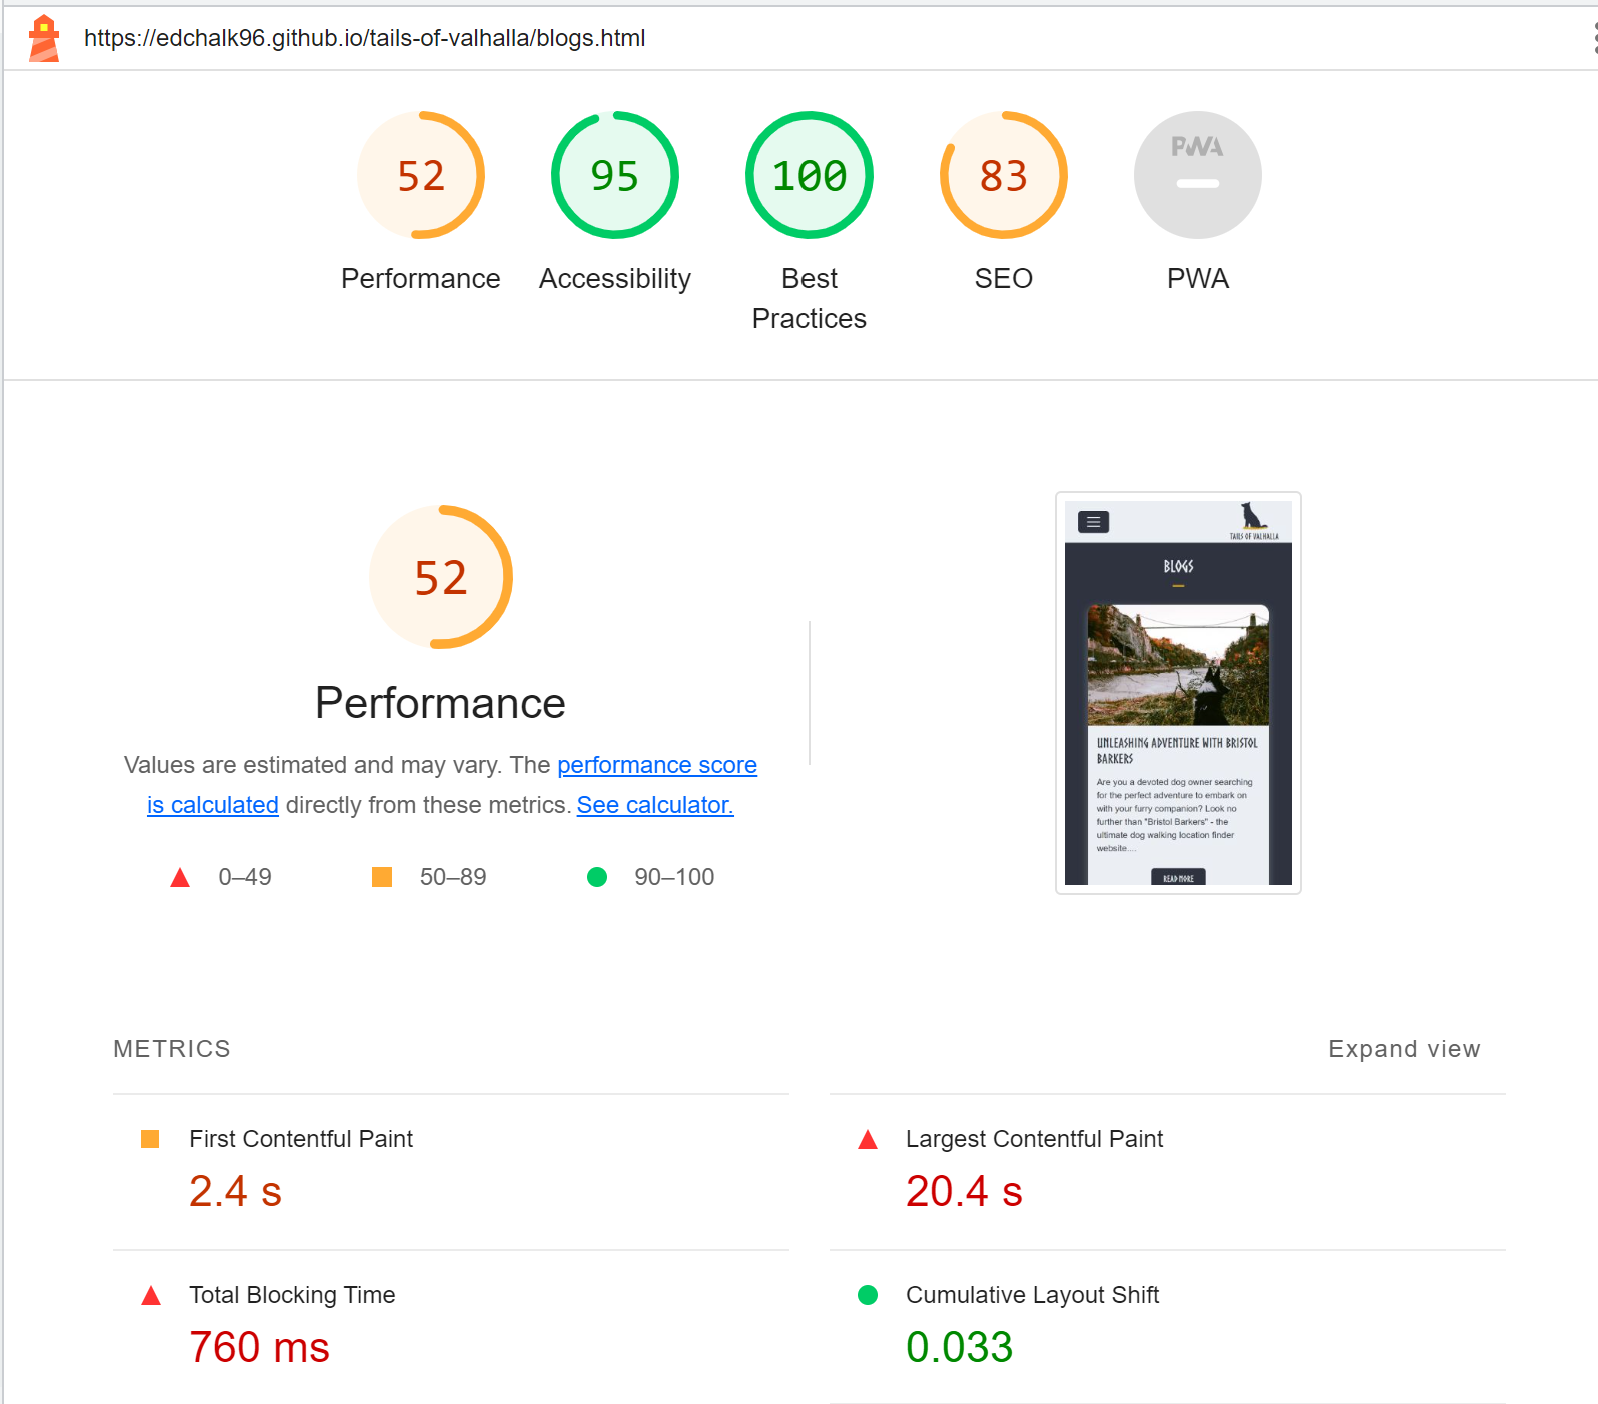 https://edchalk96.github.io/tails-of-valhalla/blogs.html
52
95
100
83
PWA
Performance
Accessibility
Best
Practices
SEO
PWA
52
Performance
Values are estimated and may vary. The performance score
is calculated directly from these metrics. See calculator.
0–49
50–89
90–100
TAILS OF VALHALLA
BLOGS
UNLEASHING ADVENTURE WITH BRISTOL
BARKERS
Are you a devoted dog owner searching
for the perfect adventure to embark on
with your furry companion? Look no
further than "Bristol Barkers" - the
ultimate dog walking location finder
website....
READ MORE
METRICS
Expand view
First Contentful Paint
2.4 s
Largest Contentful Paint
20.4 s
Total Blocking Time
760 ms
Cumulative Layout Shift
0.033